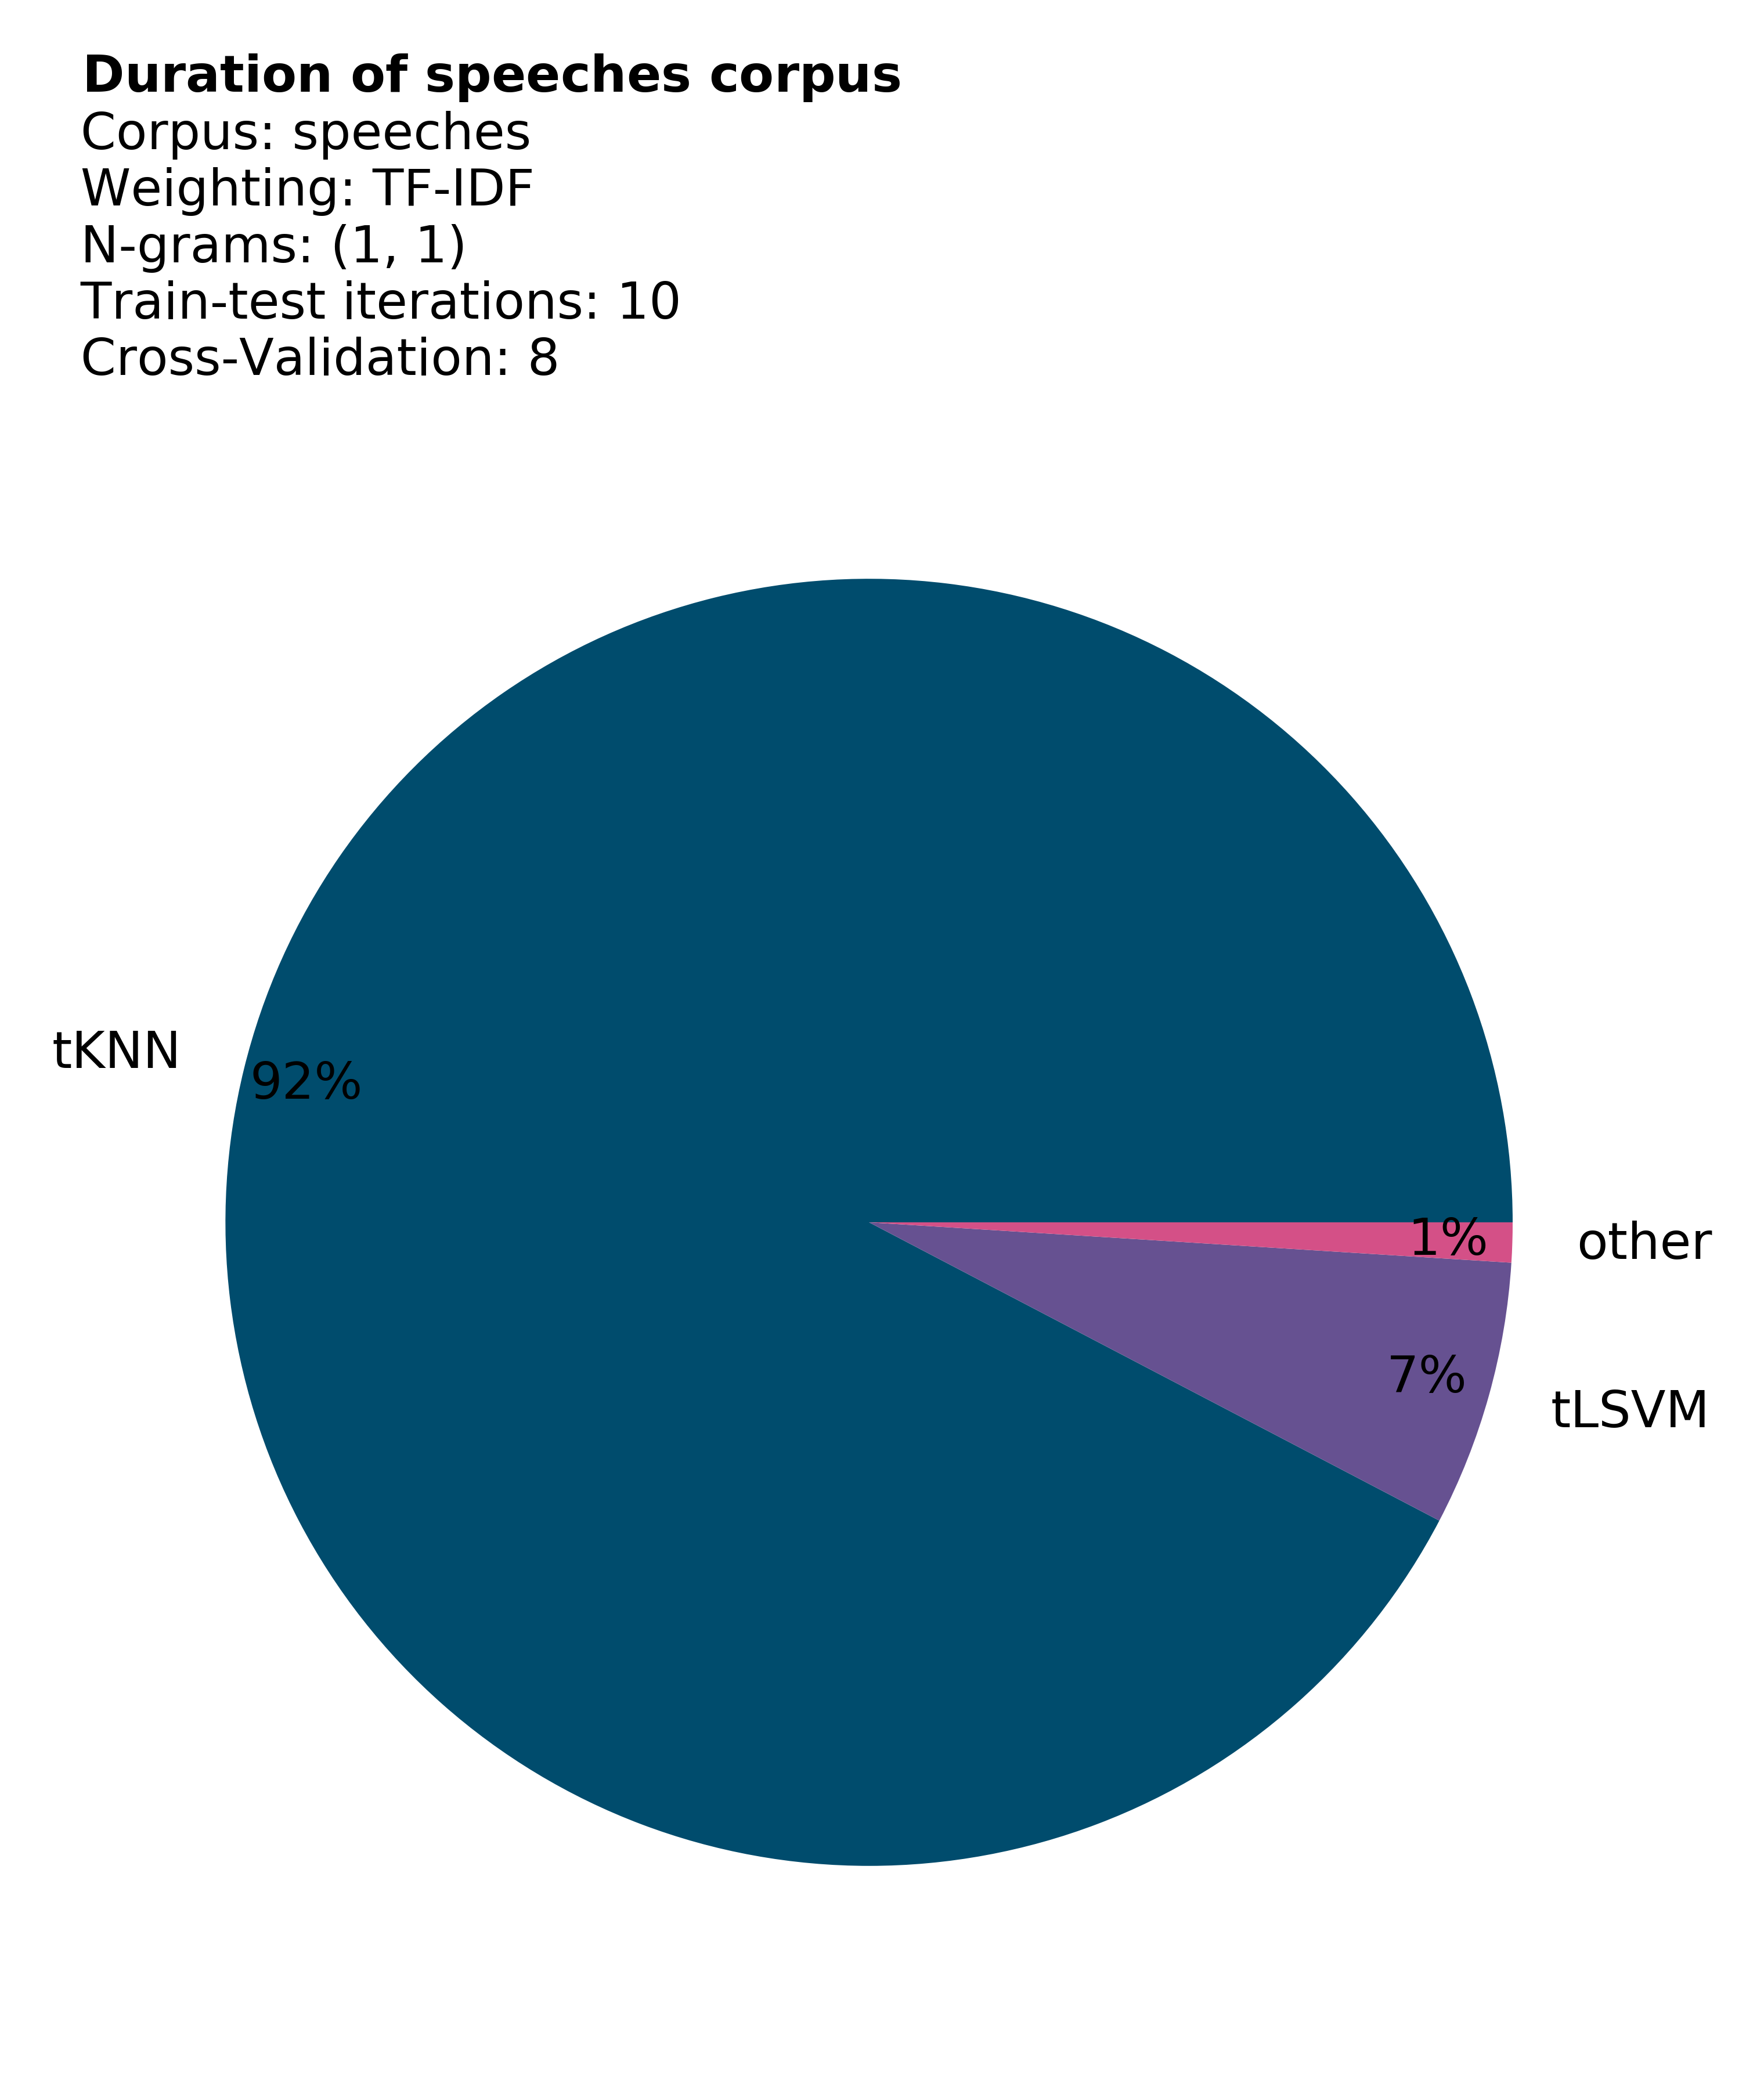 Duration of speeches corpus
Corpus: speeches
Weighting: TF-IDF
N-grams: (1, 1)
Train-test iterations: 10
Cross-Validation: 8
tKNN
92%
1%
other
7%
tLSVM